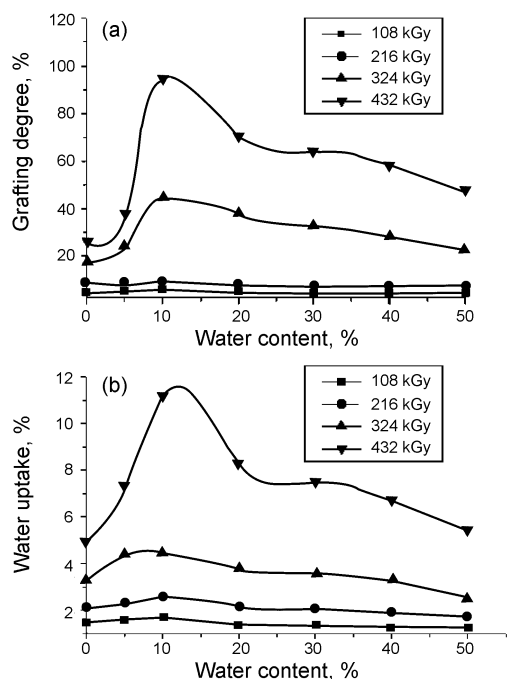 (a)
108 kGy
216 kGy
324 kGy
432 kGy
Grafting degree, %
120
100
80
60
40
20
0 10 20 30 40 50
Water content, %
(b)
108 kGy
216 kGy
324 kGy
432 kGy
Water uptake, %
12
10
8
6
4
2
0 10 20 30 40 50
Water content, %